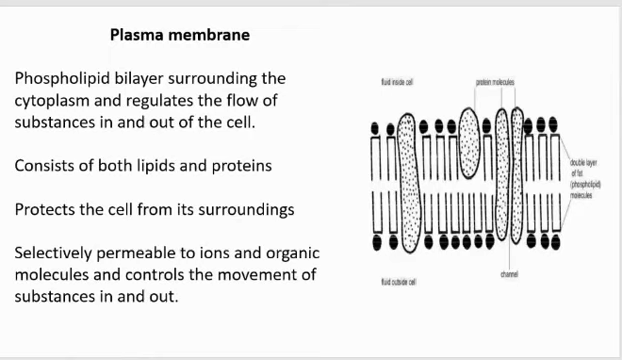 Plasma membrane
Phospholipid bilayer surrounding the
cytoplasm and regulates the flow of
substances in and out of the cell.
Consists of both lipids and proteins
Protects the cell from its surroundings
Selectively permeable to ions and organic
molecules and controls the movement of
substances in and out.
fluid inside cell
protein molecules
double layer
of fat
(phospholipid)
molecules
channel
fluid outside cell